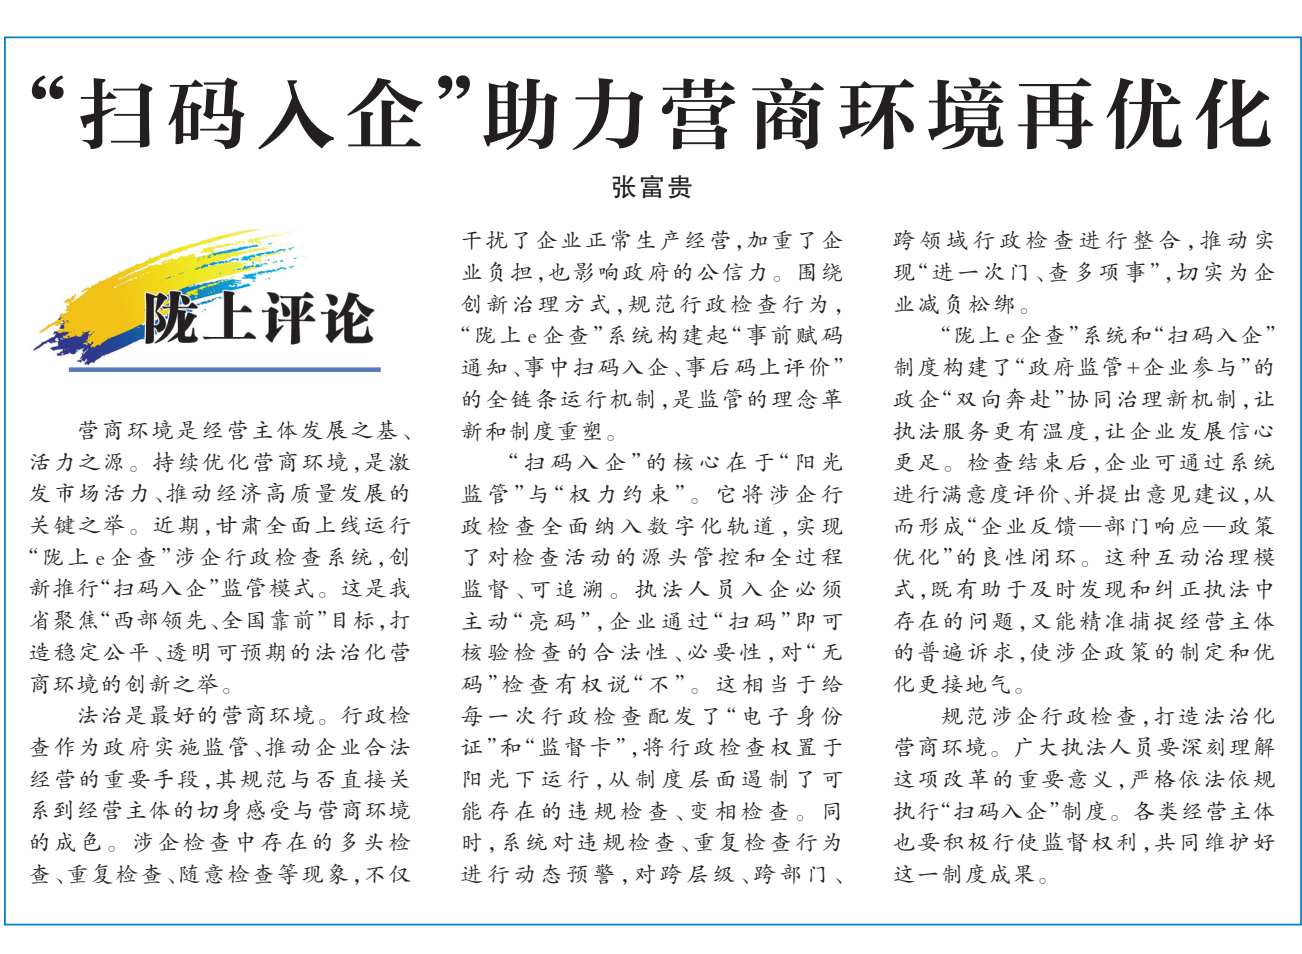 “扫码入企”助力营商环境再优化
张富贵
陇上评论
营商环境是经营主体发展之基、
活力之源。持续优化营商环境,是激
发市场活力、推动经济高质量发展的
关键之举。近期,甘肃全面上线运行
“陇上e企查”涉企行政检查系统,创
新推行“扫码入企”监管模式。这是我
省聚焦“西部领先、全国靠前”目标,打
造稳定公平、透明可预期的法治化营
商环境的创新之举。
法治是最好的营商环境。行政检
查作为政府实施监管、推动企业合法
经营的重要手段,其规范与否直接关
系到经营主体的切身感受与营商环境
的成色。涉企检查中存在的多头检
查、重复检查、随意检查等现象,不仅
干扰了企业正常生产经营,加重了企
业负担,也影响政府的公信力。围绕
创新治理方式,规范行政检查行为,
“陇上e企查”系统构建起“事前赋码
通知、事中扫码入企、事后码上评价”
的全链条运行机制,是监管的理念革
新和制度重塑。
“扫码入企”的核心在于“阳光
监管”与“权力约束”。它将涉企行
政检查全面纳入数字化轨道,实现
了对检查活动的源头管控和全过程
监督、可追溯。执法人员入企必须
主动“亮码”,企业通过“扫码”即可
核验检查的合法性、必要性,对“无
码”检查有权说“不”。这相当于给
每一次行政检查配发了“电子身份
证”和“监督卡”,将行政检查权置于
阳光下运行,从制度层面遏制了可
能存在的违规检查、变相检查。同
时,系统对违规检查、重复检查行为
进行动态预警,对跨层级、跨部门、
跨领域行政检查进行整合,推动实
现“进一次门、查多项事”,切实为企
业减负松绑。
“陇上e企查”系统和“扫码入企”
制度构建了“政府监管+企业参与”的
政企“双向奔赴”协同治理新机制,让
执法服务更有温度,让企业发展信心
更足。检查结束后,企业可通过系统
进行满意度评价、并提出意见建议,从
而形成“企业反馈—部门响应—政策
优化”的良性闭环。这种互动治理模
式,既有助于及时发现和纠正执法中
存在的问题,又能精准捕捉经营主体
的普遍诉求,使涉企政策的制定和优
化更接地气。
规范涉企行政检查,打造法治化
营商环境。广大执法人员要深刻理解
这项改革的重要意义,严格依法依规
执行“扫码入企”制度。各类经营主体
也要积极行使监督权利,共同维护好
这一制度成果。